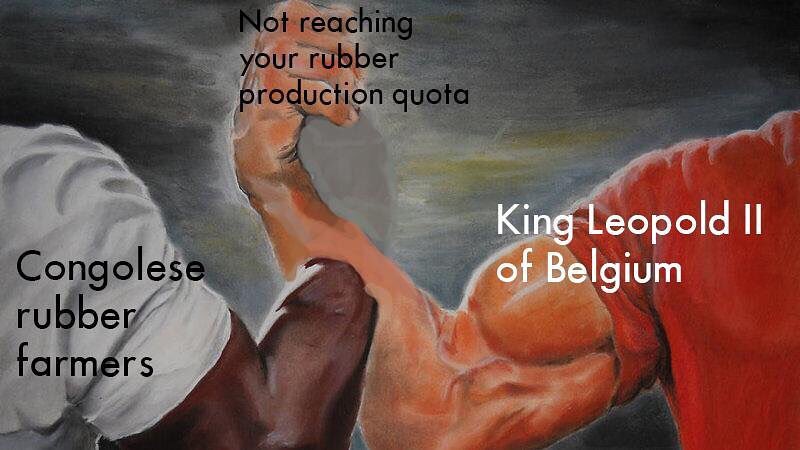 Not reaching
your rubber
production quota
King Leopold II
of Belgium
Congolese
rubber
farmers